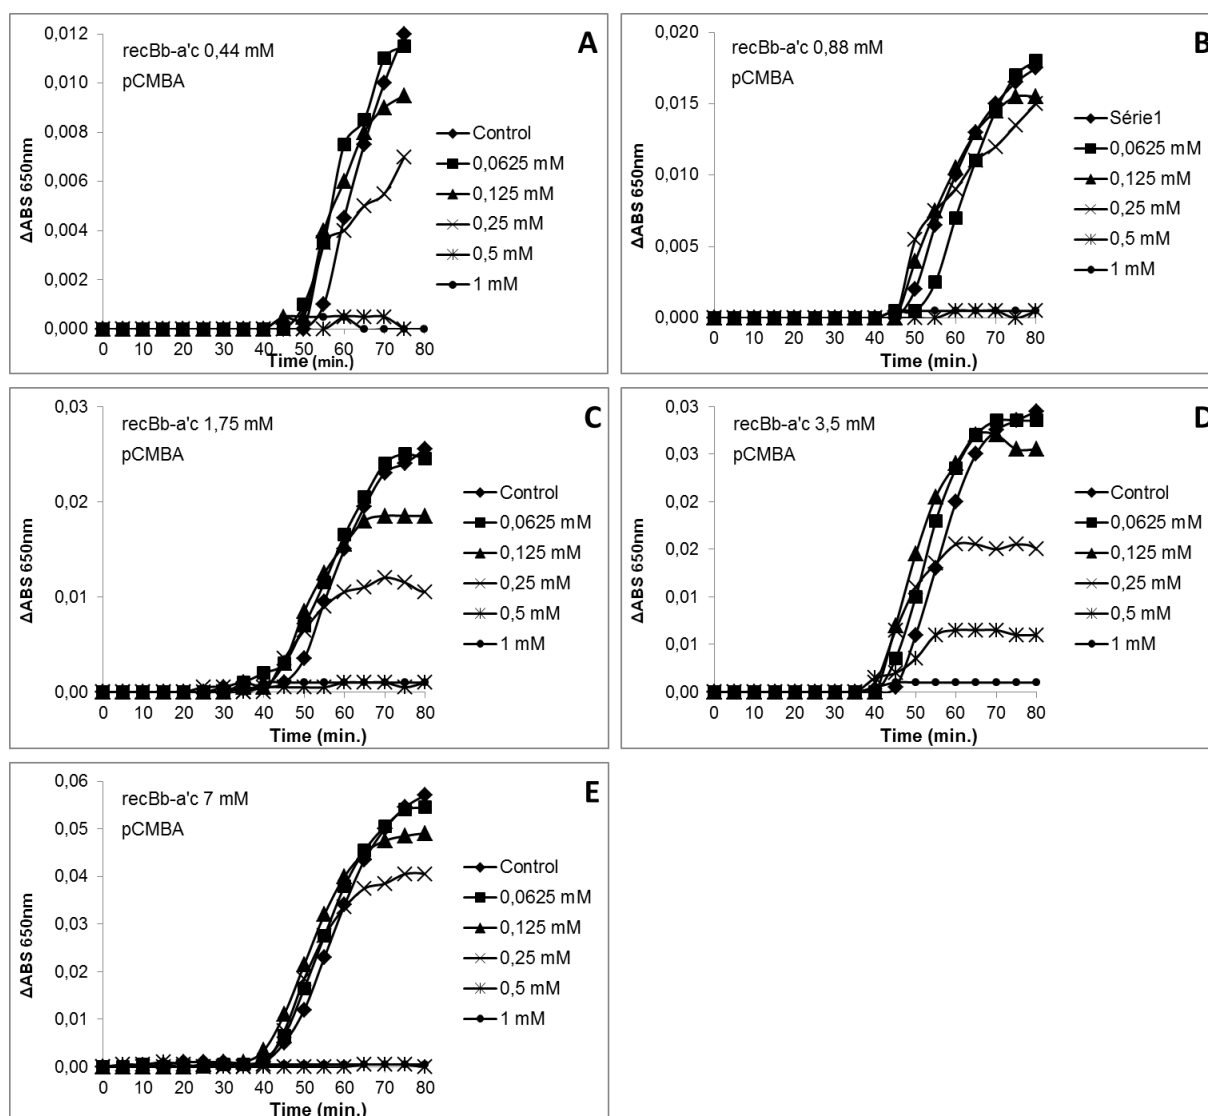 A
recBb-a'c 0,44 mM
pCMBA
0,012
0,010
0,008
0,006
0,004
0,002
0,000
ΔABS 650nm
0 10 20 30 40 50 60 70 80
Time (min.)
Control
0,0625 mM
0,125 mM
0,25 mM
0,5 mM
1 mM
B
recBb-a'c 0,88 mM
pCMBA
0,020
0,015
0,010
0,005
0,000
ΔABS 650nm
0 10 20 30 40 50 60 70 80
Time (min.)
Série1
0,0625 mM
0,125 mM
0,25 mM
0,5 mM
1 mM
C
recBb-a'c 1,75 mM
pCMBA
0,03
0,02
0,01
0,00
ΔABS 650nm
0 10 20 30 40 50 60 70 80
Time (min.)
Control
0,0625 mM
0,125 mM
0,25 mM
0,5 mM
1 mM
D
recBb-a'c 3,5 mM
pCMBA
0,03
0,03
0,02
0,02
0,01
0,01
0,00
ΔABS 650nm
0 10 20 30 40 50 60 70 80
Time (min.)
Control
0,0625 mM
0,125 mM
0,25 mM
0,5 mM
1 mM
E
recBb-a'c 7 mM
pCMBA
0,06
0,05
0,04
0,03
0,02
0,01
0,00
ΔABS 650nm
0 10 20 30 40 50 60 70 80
Time (min.)
Control
0,0625 mM
0,125 mM
0,25 mM
0,5 mM
1 mM